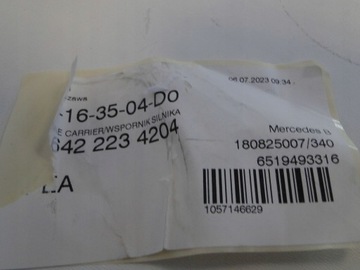 06.07.2023 09:34
-16-35-04-DO
E CARRIER/WSPORNIK SILNIKA
642 223 4204
Mercedes B
180825007/340
6519493316
1057146629